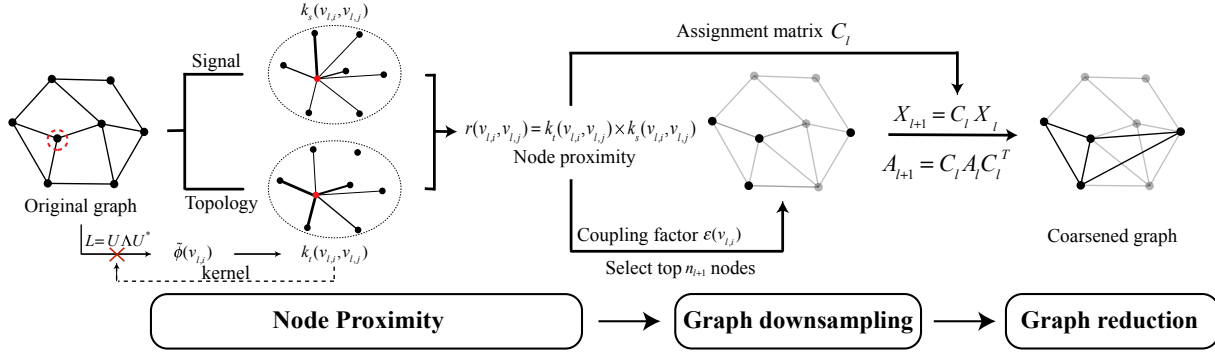 k_s(v_{l,i}, v_{l,j})
Signal
Assignment matrix C_l
r(v_{l,i}, v_{l,j}) = k_t(v_{l,i}, v_{l,j}) × k_s(v_{l,i}, v_{l,j})
Node proximity
X_{l+1} = C_l X_l
A_{l+1} = C_l A_l C_l^T
Original graph
Topology
L = UΛU^*
ϕ̃(v_{l,i})
k_t(v_{l,i}, v_{l,j})
kernel
Coupling factor ε(v_{l,i})
Select top n_{l+1} nodes
Coarsened graph
Node Proximity
Graph downsampling
Graph reduction